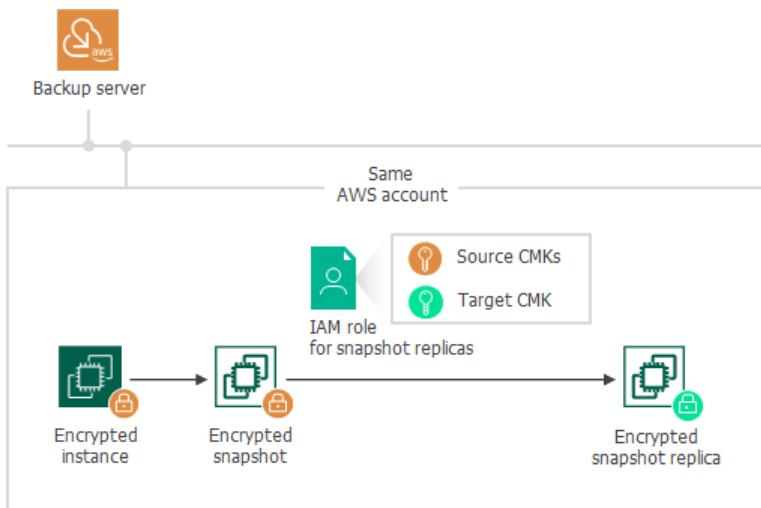 aws
Backup server
Same
AWS account
Source CMKs
Target CMK
IAM role
for snapshot replicas
Encrypted
instance
Encrypted
snapshot
Encrypted
snapshot replica